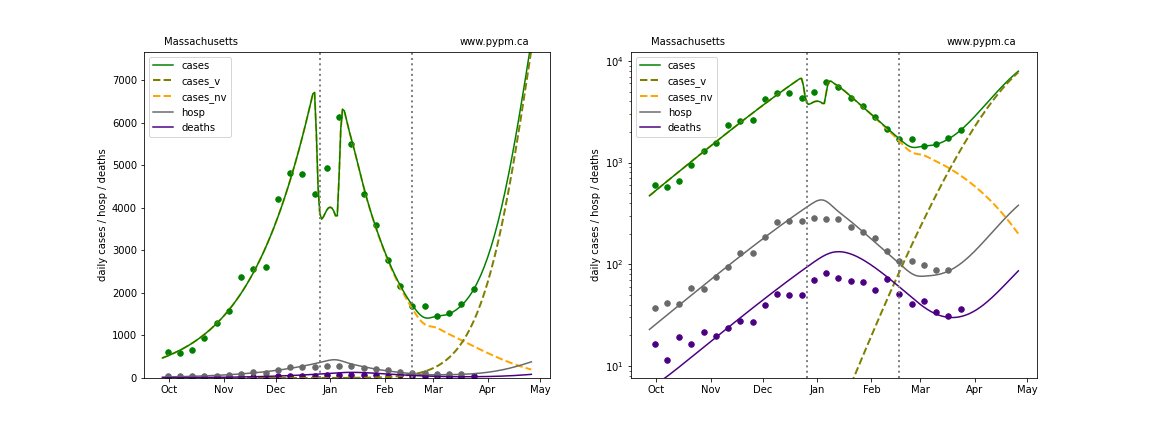 Massachusetts
www.pypm.ca
cases
cases_v
cases_nv
hosp
deaths
daily cases / hosp / deaths
7000
6000
5000
4000
3000
2000
1000
0
Oct
Nov
Dec
Jan
Feb
Mar
Apr
May
Massachusetts
www.pypm.ca
cases
cases_v
cases_nv
hosp
deaths
daily cases / hosp / deaths
10⁴
10³
10²
10¹
Oct
Nov
Dec
Jan
Feb
Mar
Apr
May